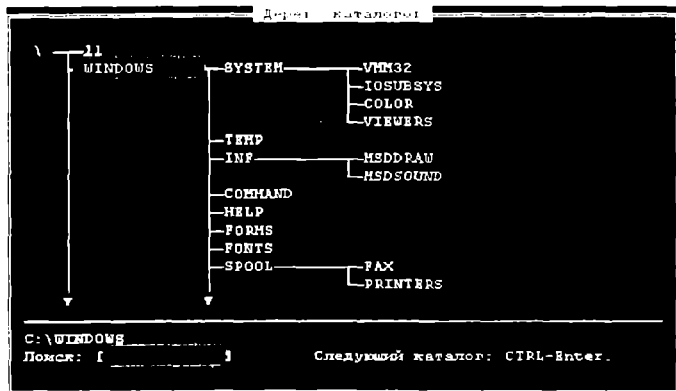 Дерево каталогов
\ 11
WINDOWS SYSTEM VMM32
IOSUBSYS
COLOR
VIEWERS
TEMP
INF MSDDRAW
MSDSOUND
COMMAND
HELP
FORMS
FONTS
SPOOL FAX
PRINTERS
C:\WINDOWS
Поиск: [ ] Следующий каталог: CTRL-Enter.